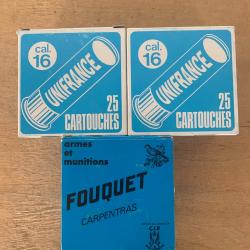 cal.
16
UNIFRANCE
25
CARTOUCHES
cal.
16
UNIFRANCE
25
CARTOUCHES
armes
et
munitions
FOUQUET
CARPENTRAS